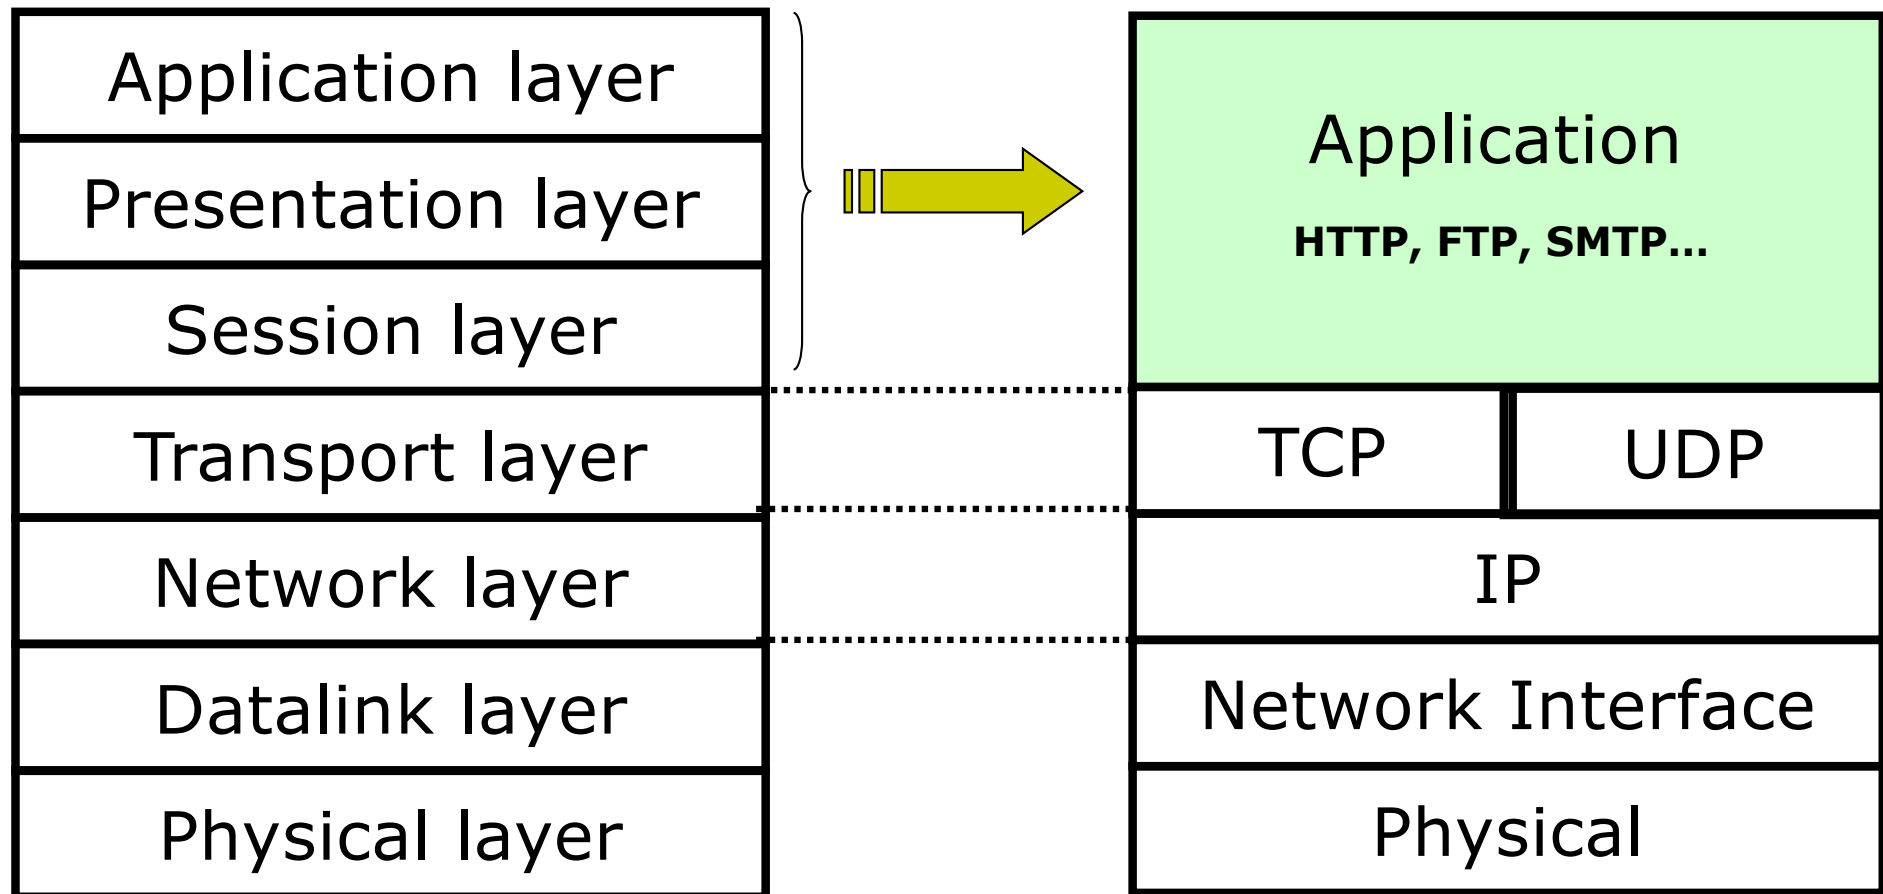 Application layer
Presentation layer
Session layer
Transport layer
Network layer
Datalink layer
Physical layer
Application
HTTP, FTP, SMTP…
TCP
UDP
IP
Network Interface
Physical